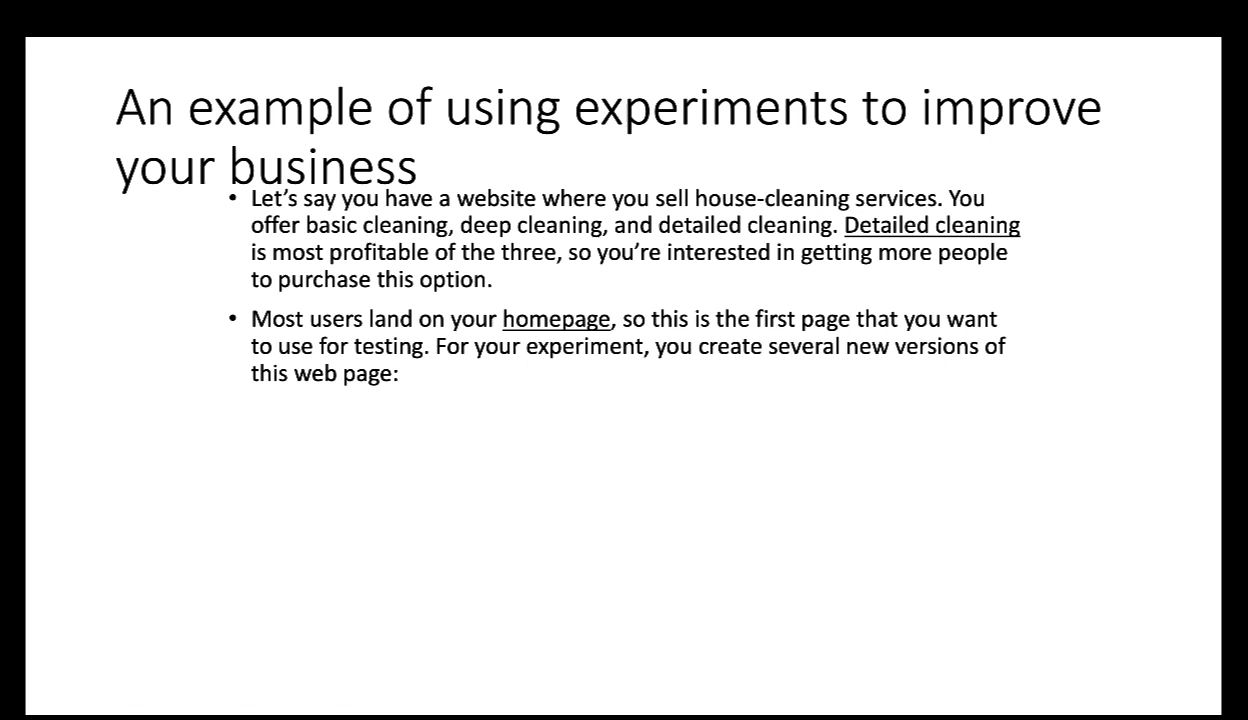 An example of using experiments to improve
your business
• Let’s say you have a website where you sell house-cleaning services. You
offer basic cleaning, deep cleaning, and detailed cleaning. Detailed cleaning
is most profitable of the three, so you’re interested in getting more people
to purchase this option.
• Most users land on your homepage, so this is the first page that you want
to use for testing. For your experiment, you create several new versions of
this web page: